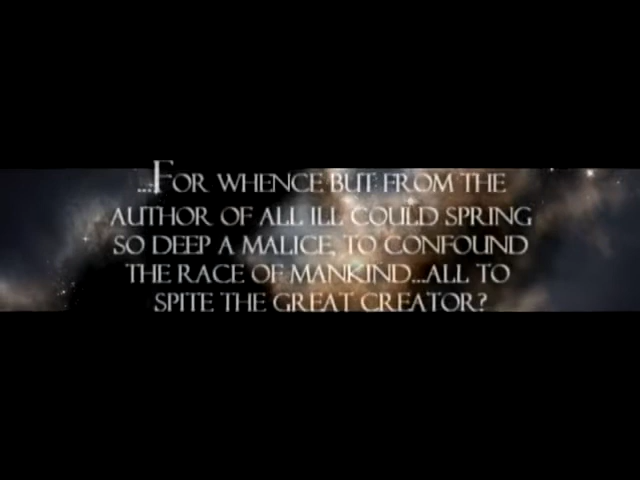 ...FOR WHENCE BUT FROM THE
AUTHOR OF ALL ILL COULD SPRING
SO DEEP A MALICE, TO CONFOUND
THE RACE OF MANKIND...ALL TO
SPITE THE GREAT CREATOR?